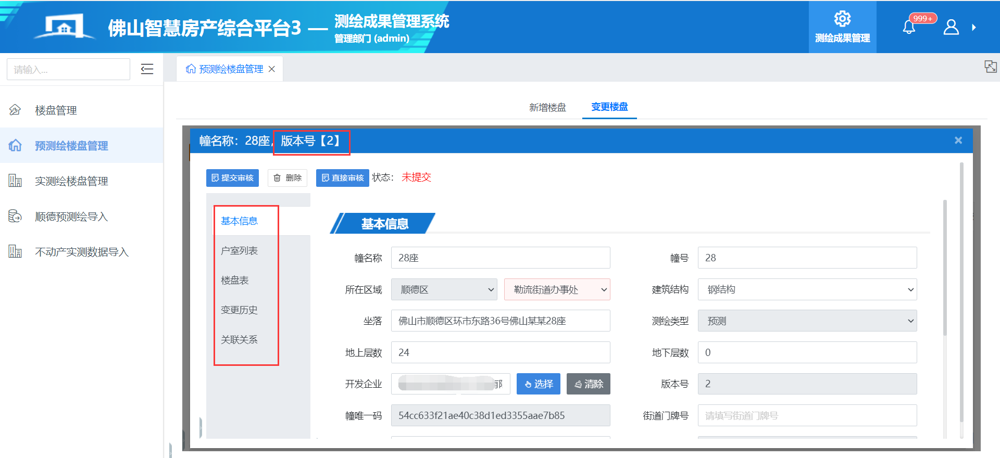 佛山智慧房产综合平台3 — 测绘成果管理系统
管理部门 (admin)
测绘成果管理
999+
请输入...
预测绘楼盘管理
楼盘管理
预测绘楼盘管理
实测绘楼盘管理
顺德预测绘导入
不动产实测数据导入
新增楼盘
变更楼盘
幢名称：28座，版本号【2】
提交审核
删除
直接审核
状态：
未提交
基本信息
户室列表
楼盘表
变更历史
关联关系
基本信息
幢名称 28座
幢号 28
所在区域 顺德区 勒流街道办事处
建筑结构 钢结构
坐落 佛山市顺德区环市东路36号佛山某某28座
测绘类型 预测
地上层数 24
地下层数 0
开发企业 选择 清除
版本号 2
幢唯一码 54cc633f21ae40c38d1ed3355aae7b85
街道门牌号 请填写街道门牌号